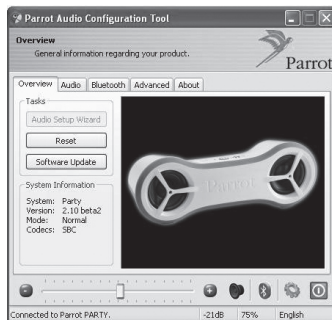 Parrot Audio Configuration Tool
Overview
General information regarding your product.
Parrot
Overview Audio Bluetooth Advanced About
Tasks
Audio Setup Wizard
Reset
Software Update
System Information
System: Party
Version: 2.10 beta2
Mode: Normal
Codecs: SBC
Parrot
Connected to Parrot PARTY. -21dB 75% English